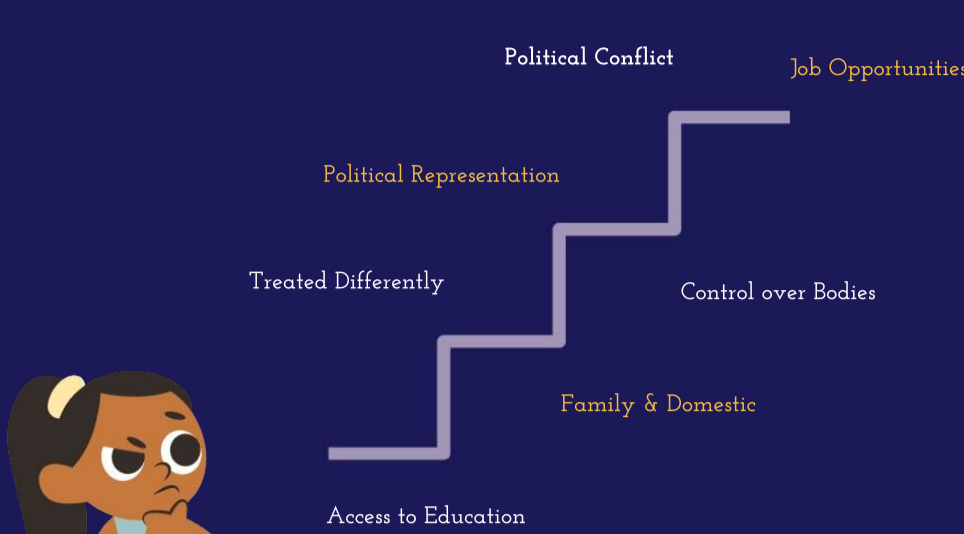 Political Conflict
Job Opportunities
Political Representation
Treated Differently
Control over Bodies
Family & Domestic
Access to Education